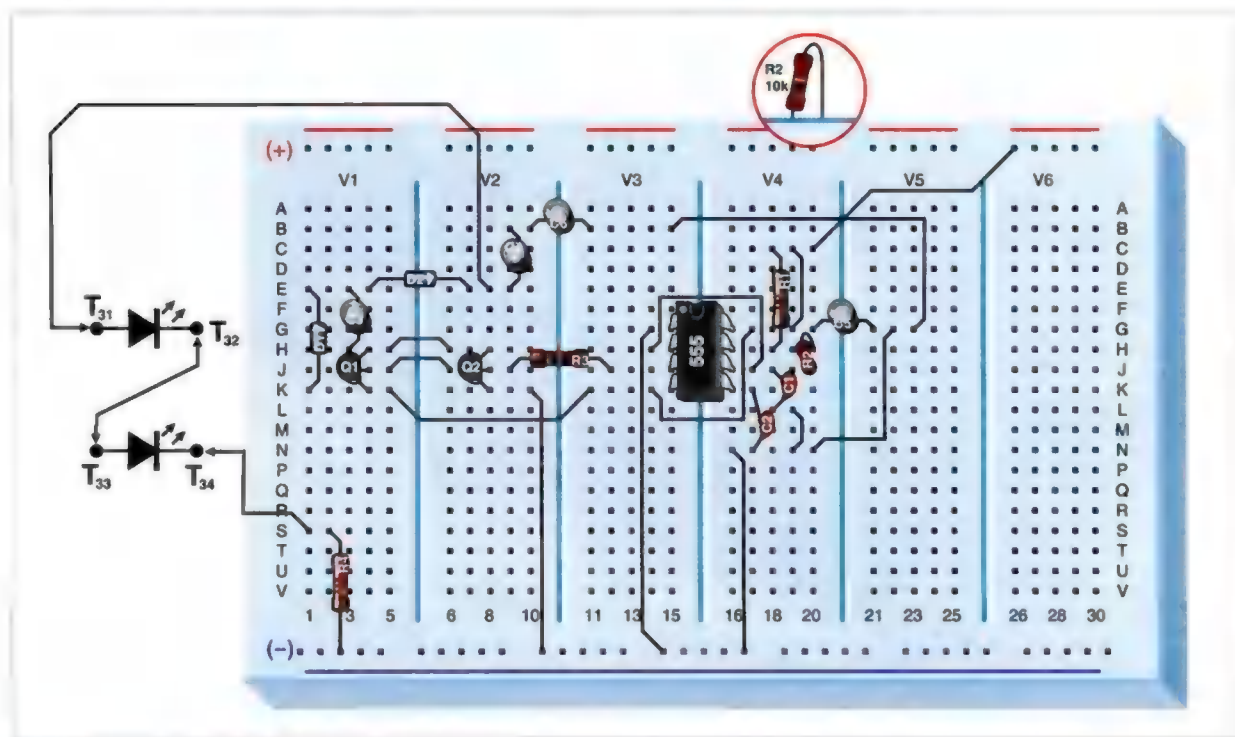 R2
10k
(+)
V1 V2 V3 V4 V5 V6
A A
B B
C C
D D
E E
F F
G G
H H
J J
K K
L L
M M
N N
P P
Q Q
R R
S S
T T
U U
V V
T31
T32
T33
T34
Q1
Q2
R3
555
R1
R2
C1
C2
1 3 5 6 8 10 11 13 15 16 18 20 21 23 25 26 28 30
(-)